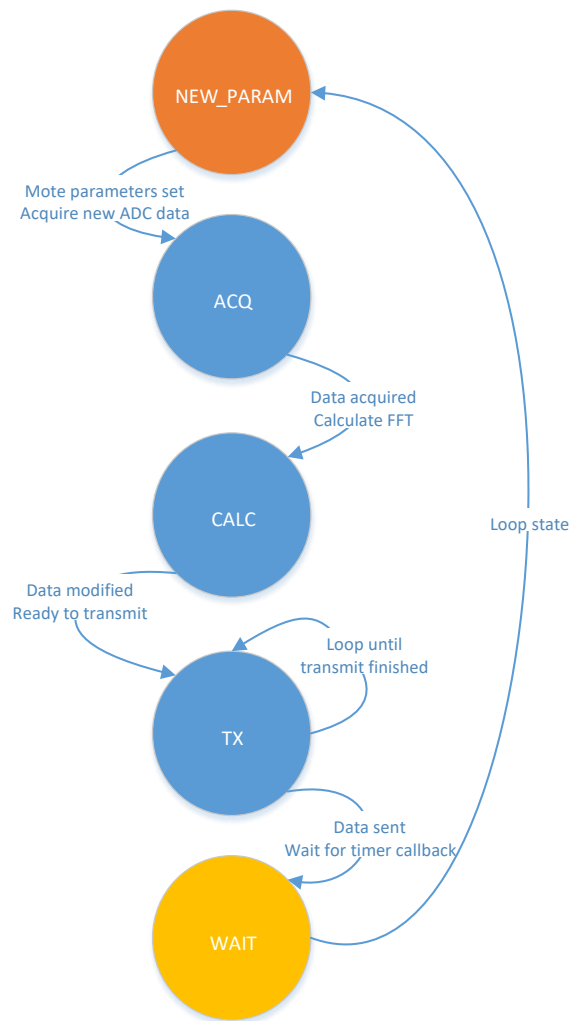 NEW_PARAM
Mote parameters set
Acquire new ADC data
ACQ
Data acquired
Calculate FFT
CALC
Loop state
Data modified
Ready to transmit
Loop until
transmit finished
TX
Data sent
Wait for timer callback
WAIT